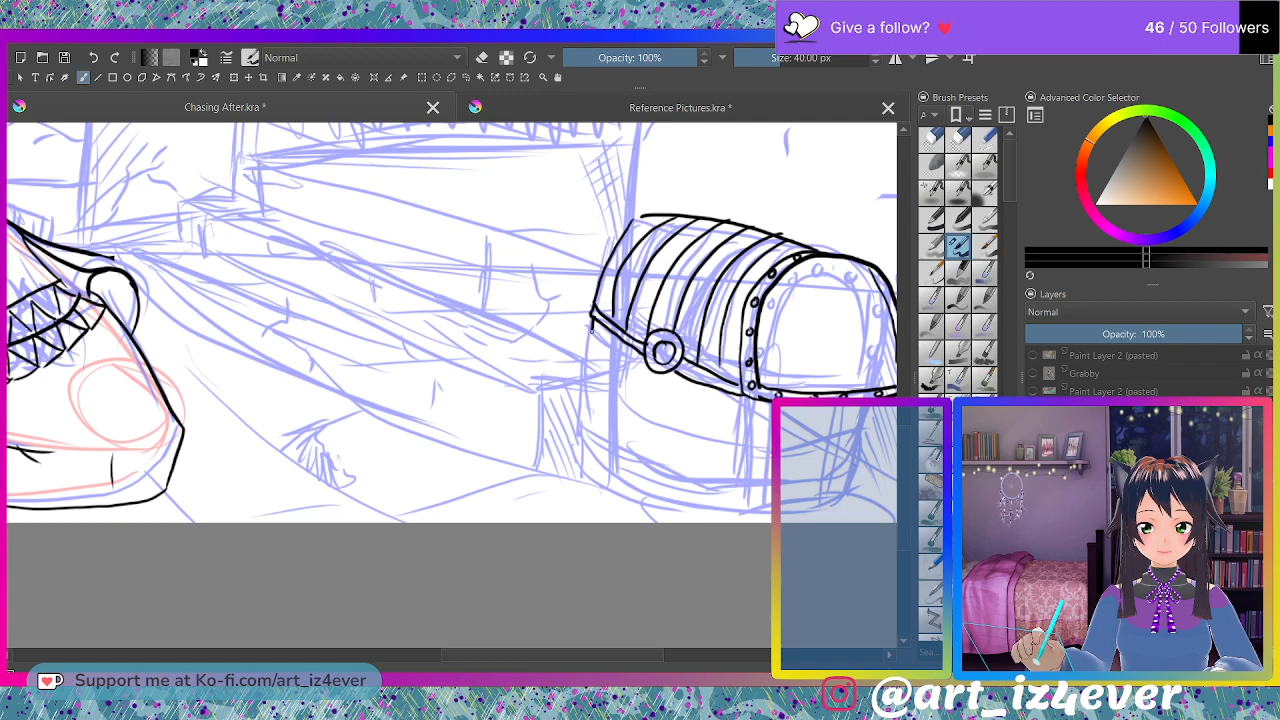 Give a follow? 46 / 50 Followers
Normal
Opacity: 100%
Size: 40.00 px
Chasing After.kra *
Reference Pictures.kra *
Brush Presets
Advanced Color Selector
A
Layers
Normal
Opacity: 100%
Paint Layer 2 (pasted)
Grabby
Paint Layer 2 (pasted)
Sea...
Support me at Ko-fi.com/art_iz4ever
@art_iz4ever